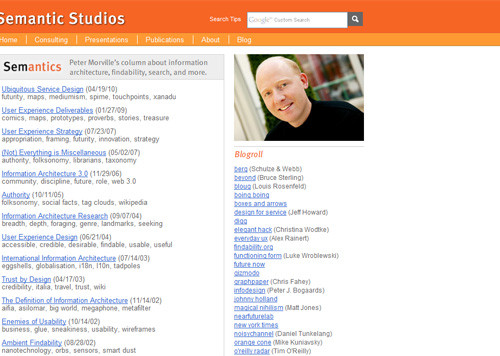 Semantic Studios
Search Tips
Google™ Custom Search
Home | Consulting | Presentations | Publications | About | Blog
Semantics
Peter Morville's column about information
architecture, findability, search, and more.
Ubiquitous Service Design (04/19/10)
futurity, maps, mediumism, spime, touchpoints, xanadu
User Experience Deliverables (01/27/09)
comics, maps, prototypes, proverbs, stories, treasure
User Experience Strategy (07/23/07)
appropriation, framing, futurity, innovation, strategy
(Not) Everything is Miscellaneous (05/02/07)
authority, folksonomy, librarians, taxonomy
Information Architecture 3.0 (11/29/06)
community, discipline, future, role, web 3.0
Authority (10/11/05)
folksonomy, social facts, tag clouds, wikipedia
Information Architecture Research (09/07/04)
breadth, depth, foraging, genre, landmarks, seeking
User Experience Design (06/21/04)
accessible, credible, desirable, findable, usable, useful
International Information Architecture (07/14/03)
eggshells, globalisation, i18n, l10n, tadpoles
Trust by Design (04/17/03)
credibility, italia, travel, trust, wiki
The Definition of Information Architecture (11/14/02)
aifia, asilomar, big world, megaphone, metafilter
Enemies of Usability (10/14/02)
business, glue, sneakiness, usability, wireframes
Ambient Findability (08/28/02)
nanotechnology, orbs, sensors, smart dust
Blogroll
berg (Schulze & Webb)
beyond (Bruce Sterling)
bloug (Louis Rosenfeld)
boing boing
boxes and arrows
design for service (Jeff Howard)
digg
elegant hack (Christina Wodtke)
everyday ux (Alex Rainert)
findability.org
functioning form (Luke Wroblewski)
future now
gizmodo
graphpaper (Chris Fahey)
infodesign (Peter J. Bogaards)
johnny holland
magical nihilism (Matt Jones)
nearfuturelab
new york times
noisychannel (Daniel Tunkelang)
orange cone (Mike Kuniavsky)
o'reilly radar (Tim O'Reilly)